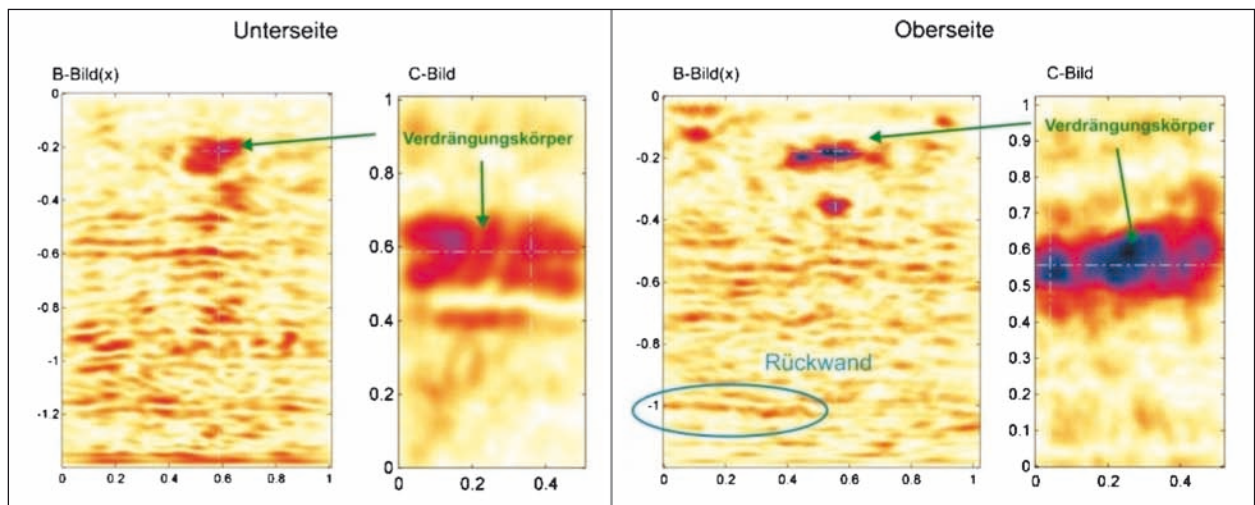 Unterseite
B-Bild(x)
C-Bild
Verdrängungskörper
0
-0.2
-0.4
-0.6
-0.8
-1
-1.2
0 0.2 0.4 0.6 0.8 1
1
0.8
0.6
0.4
0.2
0
0 0.2 0.4
Oberseite
B-Bild(x)
C-Bild
Verdrängungskörper
Rückwand
0
-0.2
-0.4
-0.6
-0.8
-1
0 0.2 0.4 0.6 0.8 1
1
0.9
0.8
0.7
0.6
0.5
0.4
0.3
0.2
0.1
0
0 0.2 0.4